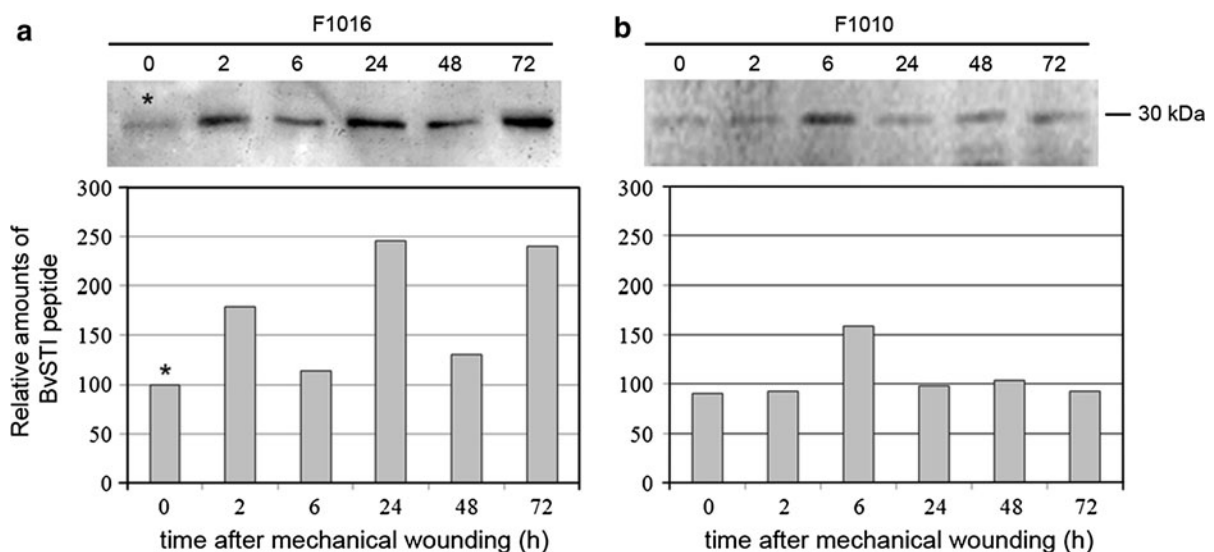 a
F1016
0 2 6 24 48 72
*
b
F1010
0 2 6 24 48 72
30 kDa
Relative amounts of
BvSTI peptide
300
250
200
150
100
50
0
*
0 2 6 24 48 72
time after mechanical wounding (h)
300
250
200
150
100
50
0
0 2 6 24 48 72
time after mechanical wounding (h)